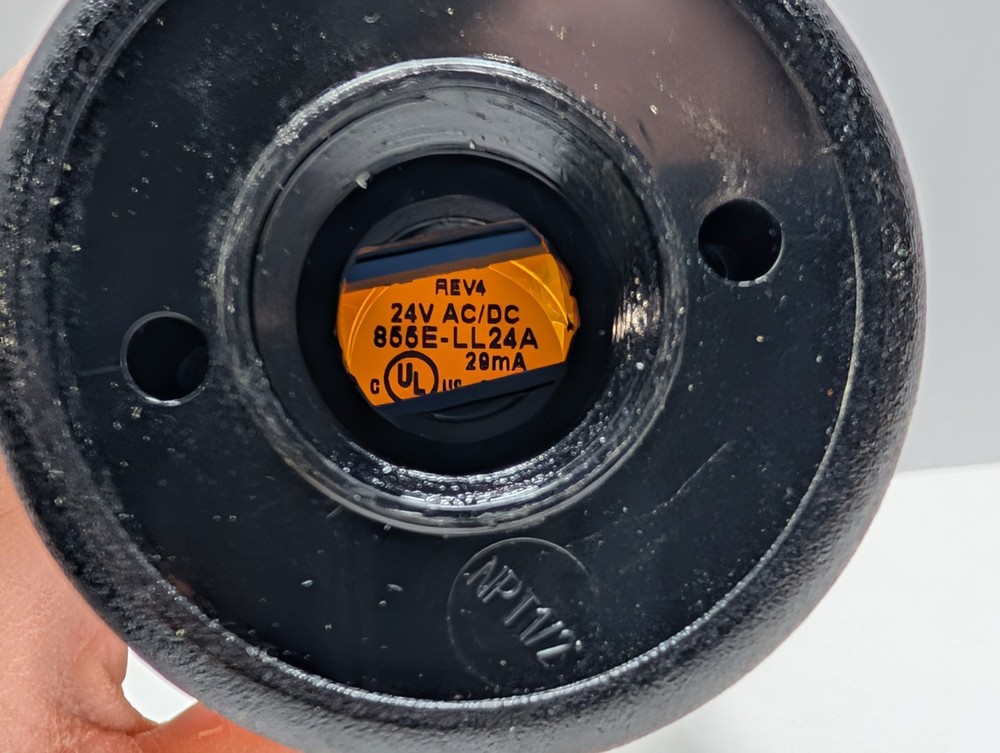 REV4
24V AC/DC
855E-LL24A
29mA
C UL US
NPT1/2